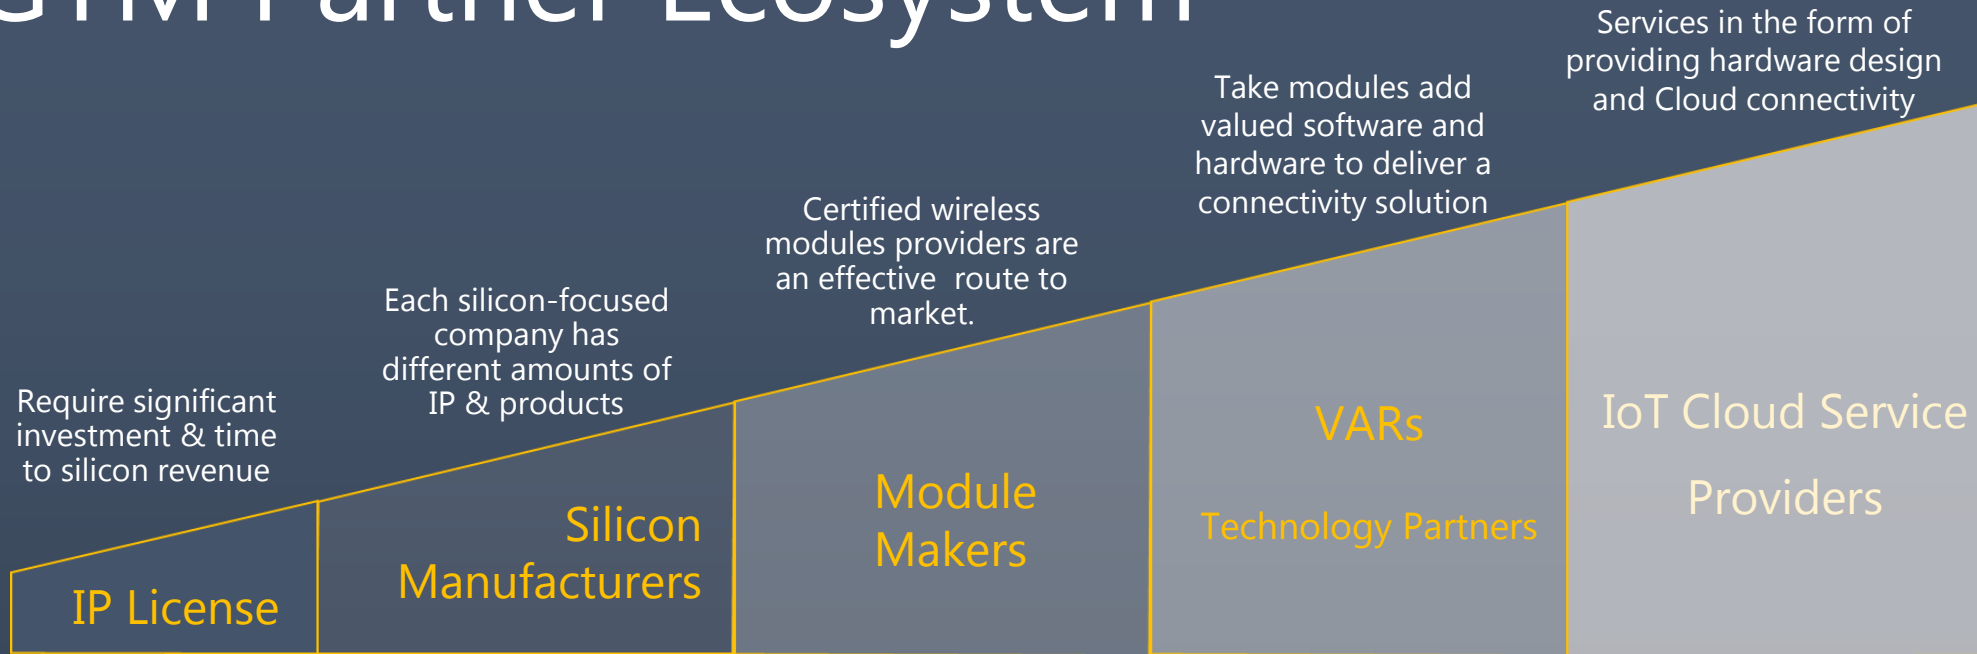 GTM Partner Ecosystem
Services in the form of
providing hardware design
and Cloud connectivity
Take modules add
valued software and
hardware to deliver a
connectivity solution
Certified wireless
modules providers are
an effective route to
market.
Each silicon-focused
company has
different amounts of
IP & products
Require significant
investment & time
to silicon revenue
IP License
Silicon
Manufacturers
Module
Makers
VARs
Technology Partners
IoT Cloud Service
Providers